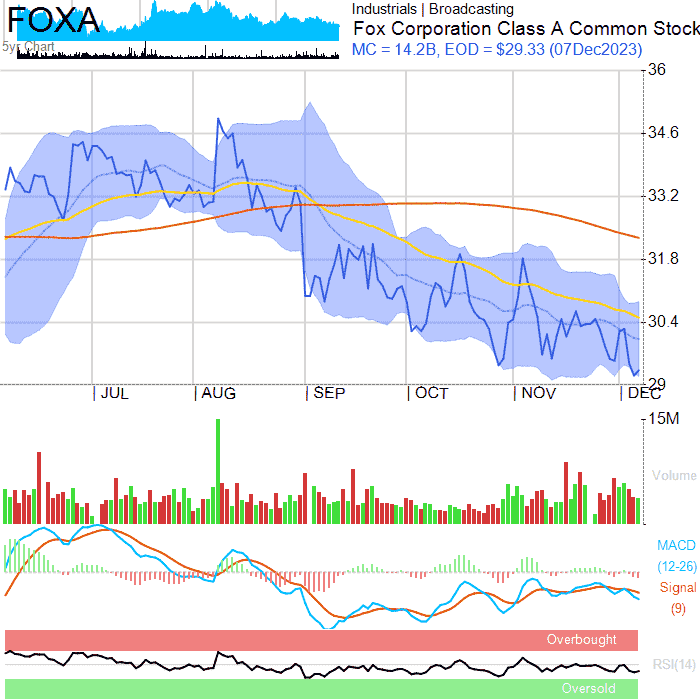 FOXA
Industrials | Broadcasting
Fox Corporation Class A Common Stock
5yr Chart
MC = 14.2B, EOD = $29.33 (07Dec2023)
36
34.6
33.2
31.8
30.4
29
JUL AUG SEP OCT NOV DEC
15M
Volume
MACD
(12-26)
Signal
(9)
Overbought
RSI(14)
Oversold